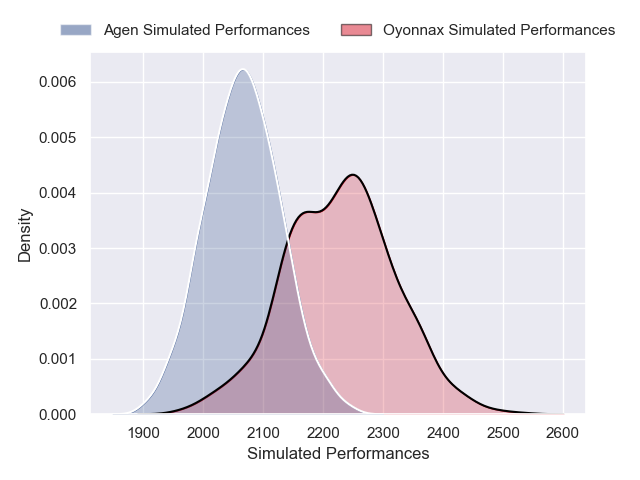 Agen Simulated Performances Oyonnax Simulated Performances
0.006
0.005
0.004
0.003
0.002
0.001
0.000
Density
1900 2000 2100 2200 2300 2400 2500 2600
Simulated Performances